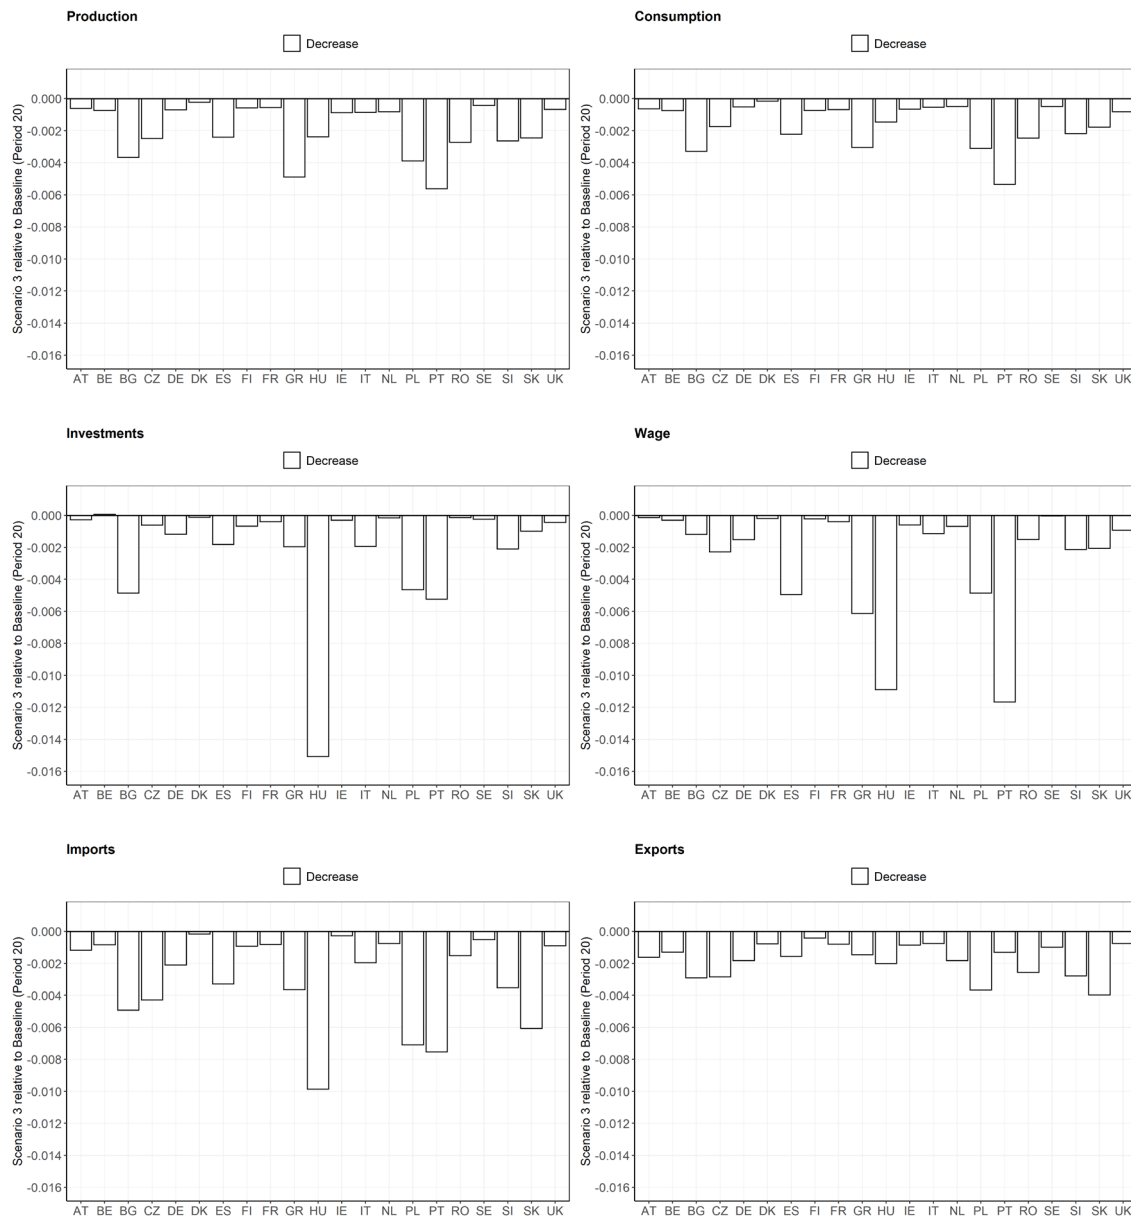 Production
Decrease
Scenario 3 relative to Baseline (Period 20)
0.000
-0.002
-0.004
-0.006
-0.008
-0.010
-0.012
-0.014
-0.016
AT BE BG CZ DE DK ES FI FR GR HU IE IT NL PL PT RO SE SI SK UK
Consumption
Decrease
Scenario 3 relative to Baseline (Period 20)
0.000
-0.002
-0.004
-0.006
-0.008
-0.010
-0.012
-0.014
-0.016
AT BE BG CZ DE DK ES FI FR GR HU IE IT NL PL PT RO SE SI SK UK
Investments
Decrease
Scenario 3 relative to Baseline (Period 20)
0.000
-0.002
-0.004
-0.006
-0.008
-0.010
-0.012
-0.014
-0.016
AT BE BG CZ DE DK ES FI FR GR HU IE IT NL PL PT RO SE SI SK UK
Wage
Decrease
Scenario 3 relative to Baseline (Period 20)
0.000
-0.002
-0.004
-0.006
-0.008
-0.010
-0.012
-0.014
-0.016
AT BE BG CZ DE DK ES FI FR GR HU IE IT NL PL PT RO SE SI SK UK
Imports
Decrease
Scenario 3 relative to Baseline (Period 20)
0.000
-0.002
-0.004
-0.006
-0.008
-0.010
-0.012
-0.014
-0.016
AT BE BG CZ DE DK ES FI FR GR HU IE IT NL PL PT RO SE SI SK UK
Exports
Decrease
Scenario 3 relative to Baseline (Period 20)
0.000
-0.002
-0.004
-0.006
-0.008
-0.010
-0.012
-0.014
-0.016
AT BE BG CZ DE DK ES FI FR GR HU IE IT NL PL PT RO SE SI SK UK